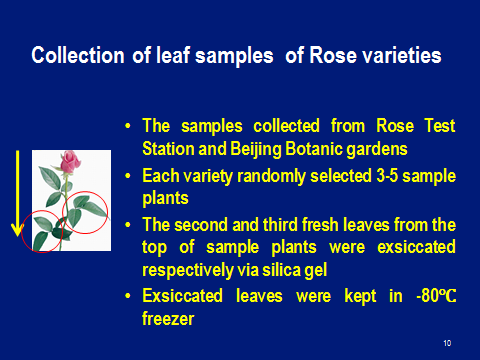 Collection of leaf samples of Rose varieties
• The samples collected from Rose Test
Station and Beijing Botanic gardens
• Each variety randomly selected 3-5 sample
plants
• The second and third fresh leaves from the
top of sample plants were exsiccated
respectively via silica gel
• Exsiccated leaves were kept in -80℃
freezer
10